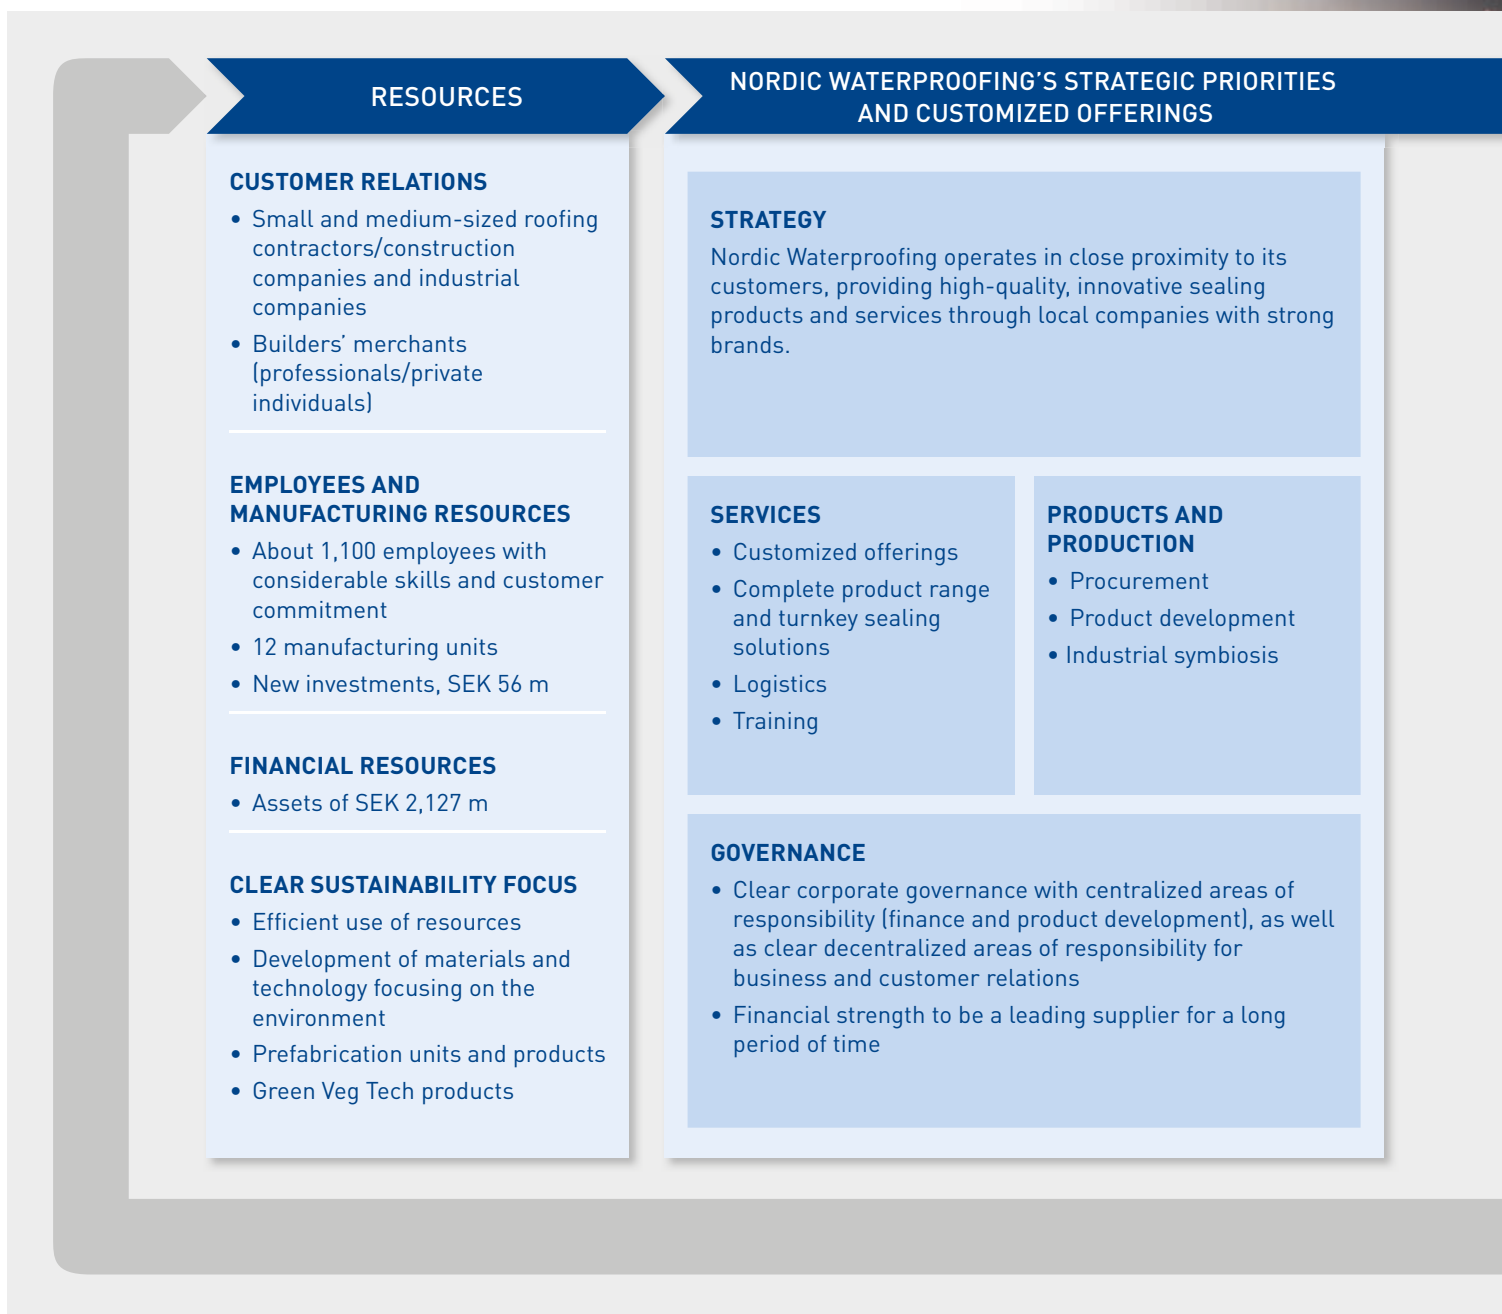 RESOURCES
CUSTOMER RELATIONS
• Small and medium-sized roofing
contractors/construction
companies and industrial
companies
• Builders’ merchants
(professionals/private
individuals)
EMPLOYEES AND
MANUFACTURING RESOURCES
• About 1,100 employees with
considerable skills and customer
commitment
• 12 manufacturing units
• New investments, SEK 56 m
FINANCIAL RESOURCES
• Assets of SEK 2,127 m
CLEAR SUSTAINABILITY FOCUS
• Efficient use of resources
• Development of materials and
technology focusing on the
environment
• Prefabrication units and products
• Green Veg Tech products
NORDIC WATERPROOFING’S STRATEGIC PRIORITIES
AND CUSTOMIZED OFFERINGS
STRATEGY
Nordic Waterproofing operates in close proximity to its
customers, providing high-quality, innovative sealing
products and services through local companies with strong
brands.
SERVICES
• Customized offerings
• Complete product range
and turnkey sealing
solutions
• Logistics
• Training
PRODUCTS AND
PRODUCTION
• Procurement
• Product development
• Industrial symbiosis
GOVERNANCE
• Clear corporate governance with centralized areas of
responsibility (finance and product development), as well
as clear decentralized areas of responsibility for
business and customer relations
• Financial strength to be a leading supplier for a long
period of time